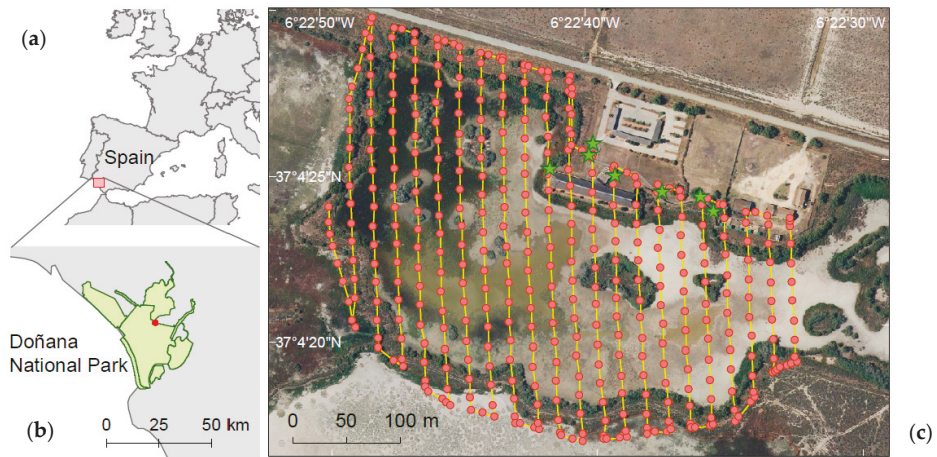 (a)
Spain
Doñana
National Park
(b)
0 25 50 km
6°22'50"W 6°22'40"W 6°22'30"W
37°4'25"N
37°4'20"N
0 50 100 m
(c)